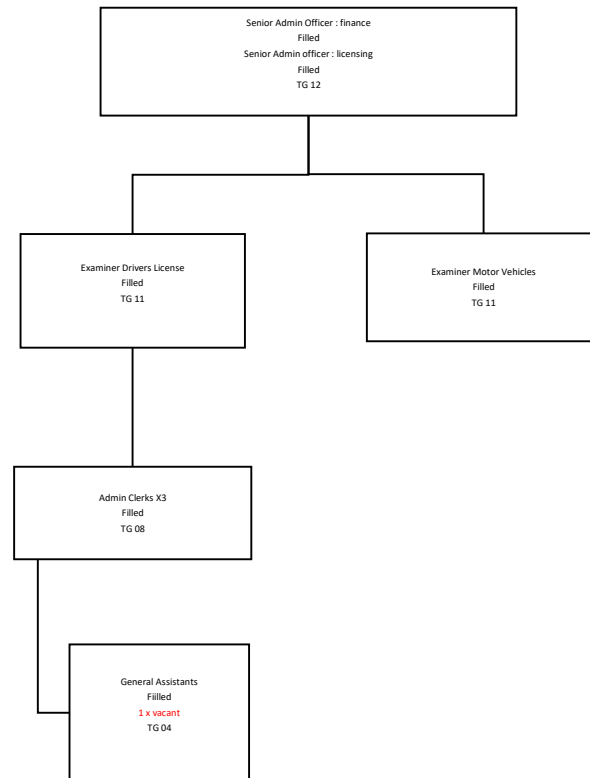 Senior Admin Officer : finance
Filled
Senior Admin officer : licensing
Filled
TG 12
Examiner Drivers License
Filled
TG 11
Examiner Motor Vehicles
Filled
TG 11
Admin Clerks X3
Filled
TG 08
General Assistants
Fiilled
1 x vacant
TG 04